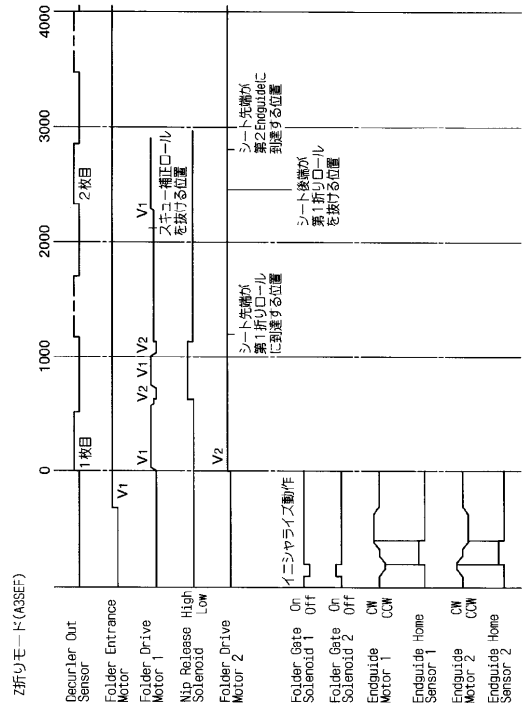 Z折りモード(A3SEF)
0
1000
2000
3000
4000
Decurler Out
Sensor
1枚目
2枚目
Folder Entrance
Motor
V1
Folder Drive
Motor 1
V1
V2
V1
V2
V1
スキュー補正ロール
を抜ける位置
Nip Release High
Solenoid Low
Folder Drive
Motor 2
V2
シート先端が
第1折りロール
に到達する位置
シート先端が
第2Endguideに
到達する位置
シート後端が
第1折りロール
を抜ける位置
イニシャライズ動作
Folder Gate On
Solenoid 1 Off
Folder Gate On
Solenoid 2 Off
Endguide CW
Motor 1 CCW
Endguide Home
Sensor 1
Endguide CW
Motor 2 CCW
Endguide Home
Sensor 2